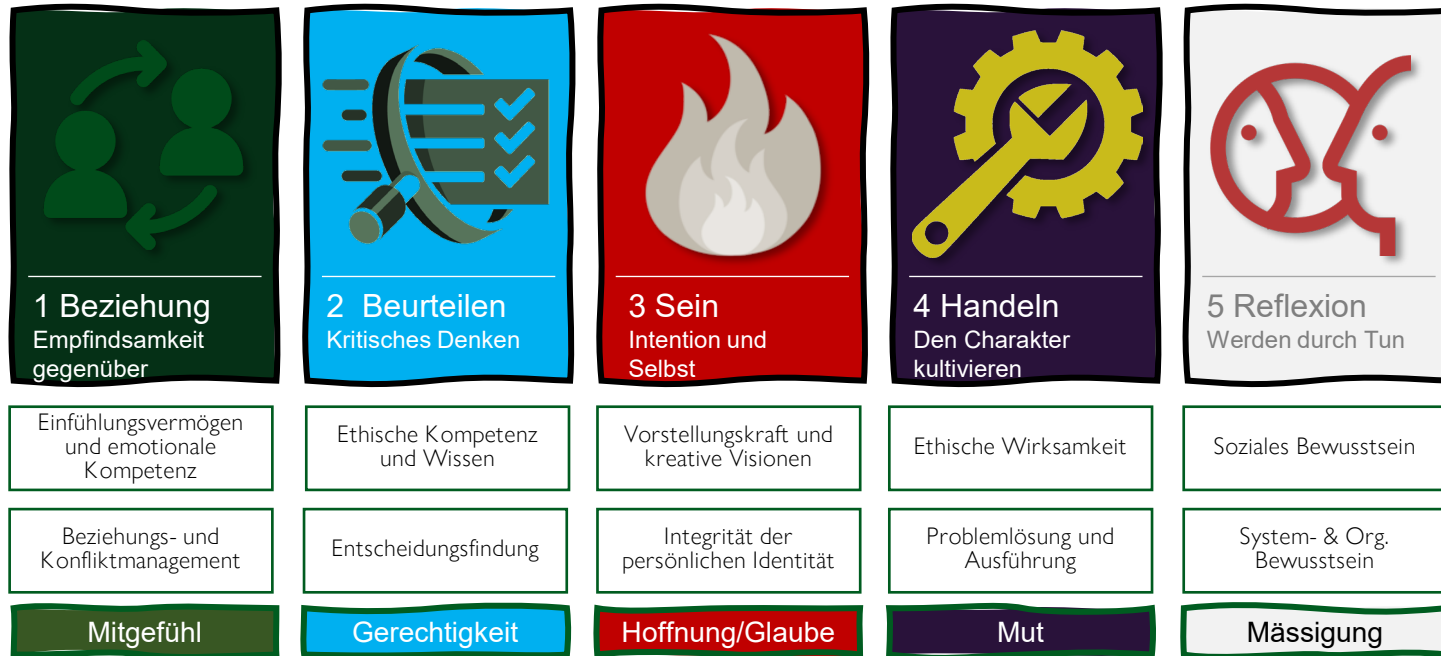 1 Beziehung
Empfindsamkeit
gegenüber
2 Beurteilen
Kritisches Denken
3 Sein
Intention und
Selbst
4 Handeln
Den Charakter
kultivieren
5 Reflexion
Werden durch Tun
Einfühlungsvermögen
und emotionale
Kompetenz
Ethische Kompetenz
und Wissen
Vorstellungskraft und
kreative Visionen
Ethische Wirksamkeit
Soziales Bewusstsein
Beziehungs- und
Konfliktmanagement
Entscheidungsfindung
Integrität der
persönlichen Identität
Problemlösung und
Ausführung
System- & Org.
Bewusstsein
Mitgefühl
Gerechtigkeit
Hoffnung/Glaube
Mut
Mässigung